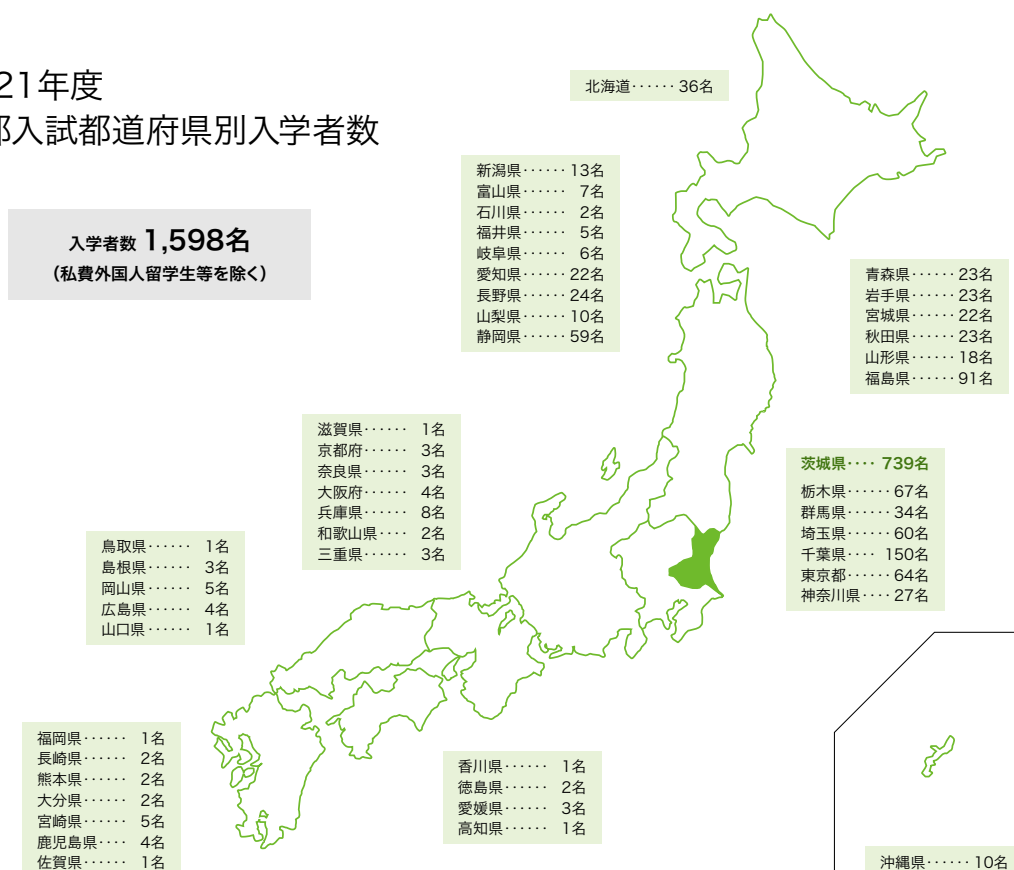 21年度
部入試都道府県別入学者数
入学者数 1,598名
（私費外国人留学生等を除く）
北海道‥‥‥ 36名
新潟県‥‥‥ 13名
富山県‥‥‥ 7名
石川県‥‥‥ 2名
福井県‥‥‥ 5名
岐阜県‥‥‥ 6名
愛知県‥‥‥ 22名
長野県‥‥‥ 24名
山梨県‥‥‥ 10名
静岡県‥‥‥ 59名
青森県‥‥‥ 23名
岩手県‥‥‥ 23名
宮城県‥‥‥ 22名
秋田県‥‥‥ 23名
山形県‥‥‥ 18名
福島県‥‥‥ 91名
滋賀県‥‥‥ 1名
京都府‥‥‥ 3名
奈良県‥‥‥ 3名
大阪府‥‥‥ 4名
兵庫県‥‥‥ 8名
和歌山県‥‥ 2名
三重県‥‥‥ 3名
茨城県‥‥ 739名
栃木県‥‥‥ 67名
群馬県‥‥‥ 34名
埼玉県‥‥‥ 60名
千葉県‥‥ 150名
東京都‥‥‥ 64名
神奈川県‥‥ 27名
鳥取県‥‥‥ 1名
島根県‥‥‥ 3名
岡山県‥‥‥ 5名
広島県‥‥‥ 4名
山口県‥‥‥ 1名
福岡県‥‥‥ 1名
長崎県‥‥‥ 2名
熊本県‥‥‥ 2名
大分県‥‥‥ 2名
宮崎県‥‥‥ 5名
鹿児島県‥‥ 4名
佐賀県‥‥‥ 1名
香川県‥‥‥ 1名
徳島県‥‥‥ 2名
愛媛県‥‥‥ 3名
高知県‥‥‥ 1名
沖縄県‥‥‥ 10名